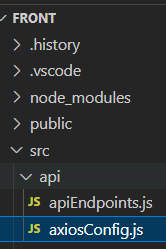 FRONT
.history
.vscode
node_modules
public
src
api
JS apiEndpoints.js
JS axiosConfig.js